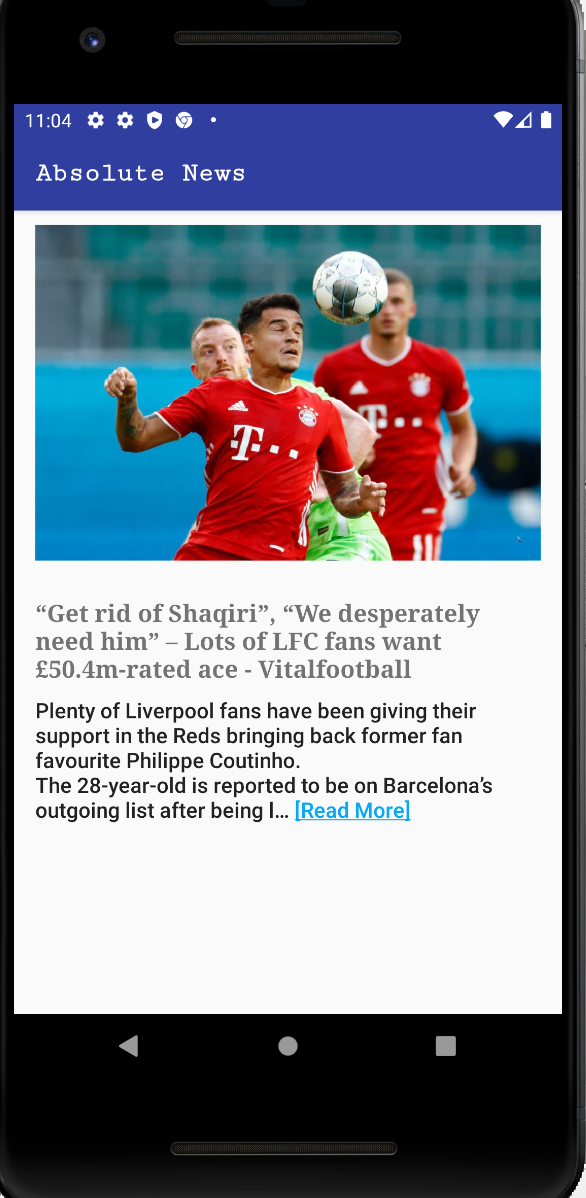 11:04
Absolute News
T..
T..
“Get rid of Shaqiri”, “We desperately
need him” – Lots of LFC fans want
£50.4m-rated ace - Vitalfootball
Plenty of Liverpool fans have been giving their
support in the Reds bringing back former fan
favourite Philippe Coutinho.
The 28-year-old is reported to be on Barcelona’s
outgoing list after being l… [Read More]